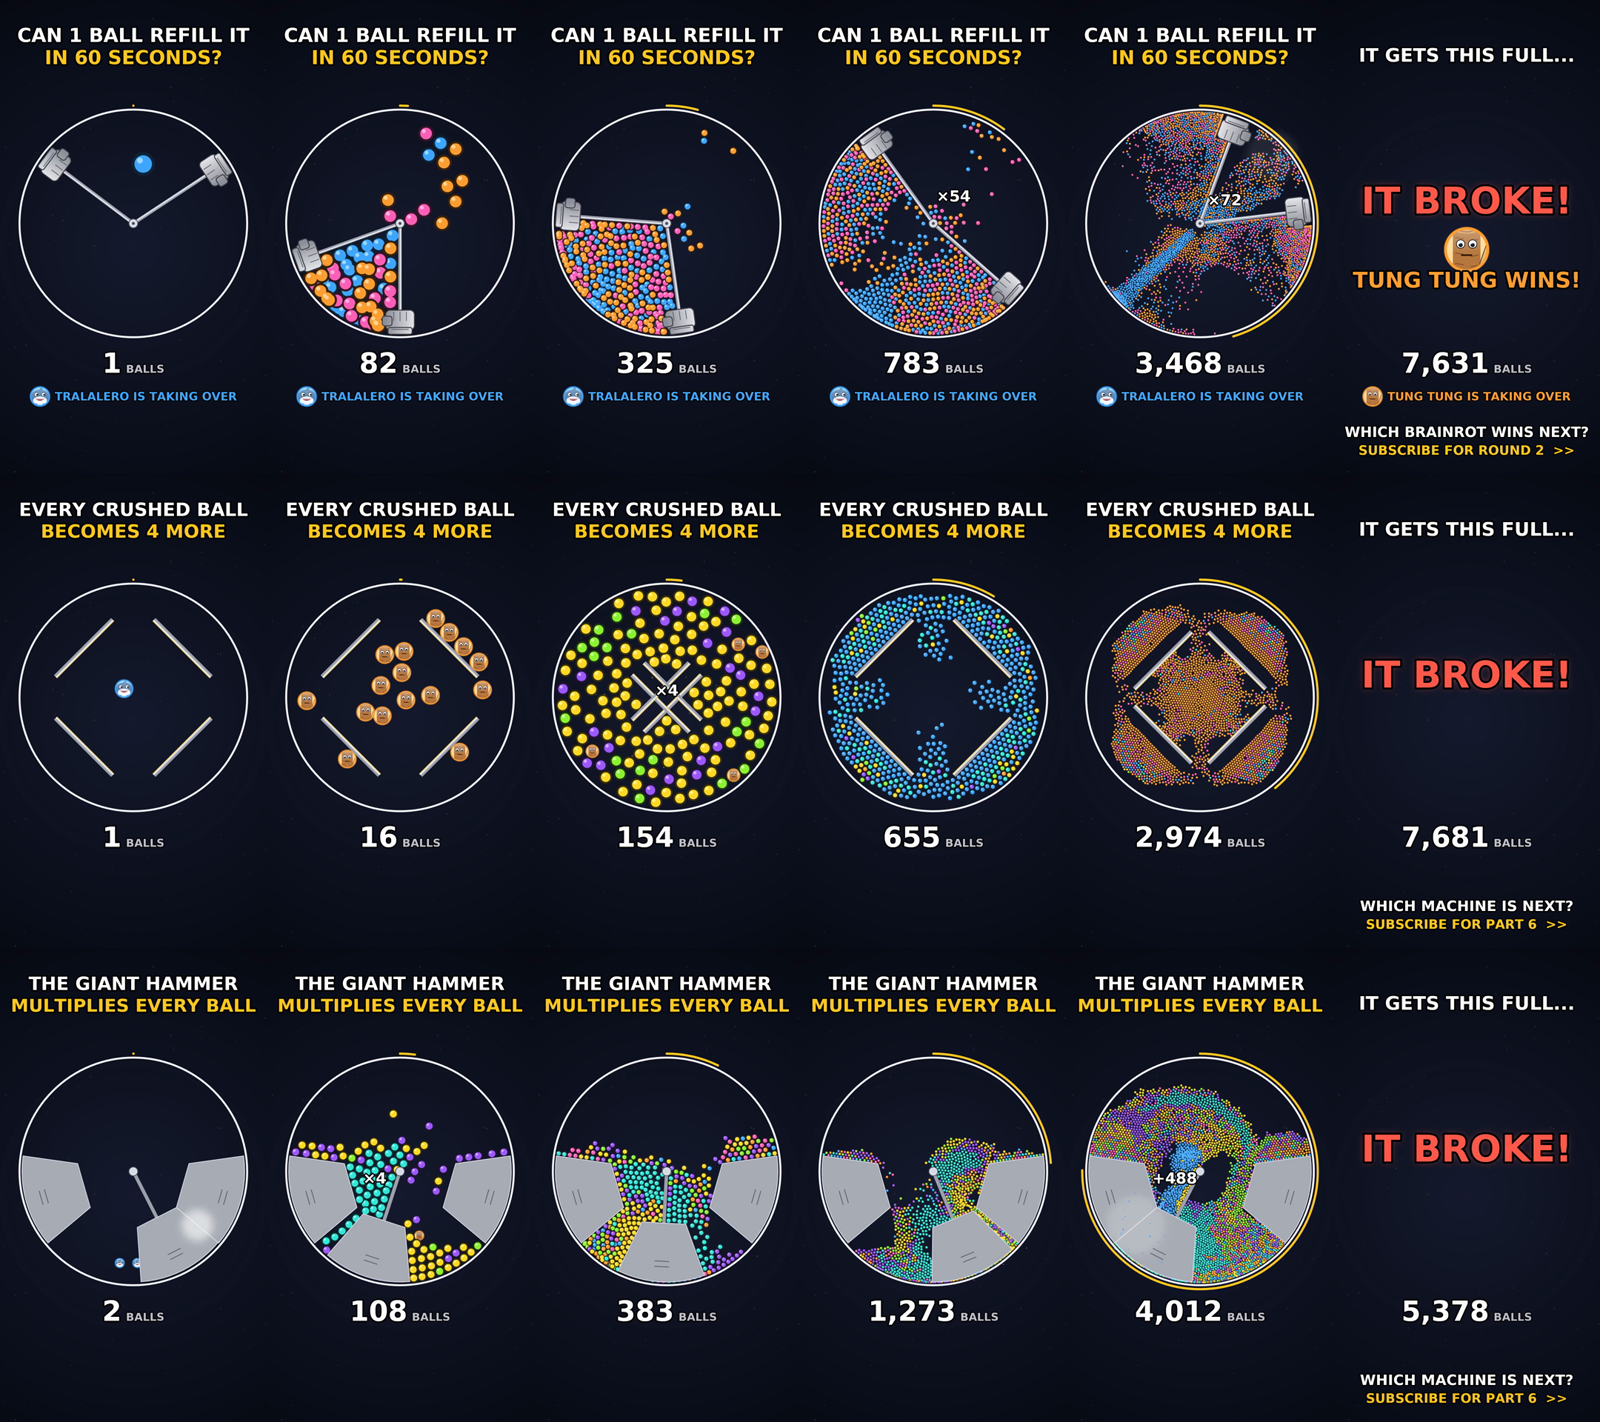 CAN 1 BALL REFILL IT
IN 60 SECONDS?
1 BALLS
TRALALERO IS TAKING OVER
CAN 1 BALL REFILL IT
IN 60 SECONDS?
82 BALLS
TRALALERO IS TAKING OVER
CAN 1 BALL REFILL IT
IN 60 SECONDS?
325 BALLS
TRALALERO IS TAKING OVER
CAN 1 BALL REFILL IT
IN 60 SECONDS?
×54
783 BALLS
TRALALERO IS TAKING OVER
CAN 1 BALL REFILL IT
IN 60 SECONDS?
×72
3,468 BALLS
TRALALERO IS TAKING OVER
IT GETS THIS FULL...
IT BROKE!
TUNG TUNG WINS!
7,631 BALLS
TUNG TUNG IS TAKING OVER
WHICH BRAINROT WINS NEXT?
SUBSCRIBE FOR ROUND 2 >>
EVERY CRUSHED BALL
BECOMES 4 MORE
1 BALLS
EVERY CRUSHED BALL
BECOMES 4 MORE
16 BALLS
EVERY CRUSHED BALL
BECOMES 4 MORE
×4
154 BALLS
EVERY CRUSHED BALL
BECOMES 4 MORE
655 BALLS
EVERY CRUSHED BALL
BECOMES 4 MORE
2,974 BALLS
IT GETS THIS FULL...
IT BROKE!
7,681 BALLS
WHICH MACHINE IS NEXT?
SUBSCRIBE FOR PART 6 >>
THE GIANT HAMMER
MULTIPLIES EVERY BALL
2 BALLS
THE GIANT HAMMER
MULTIPLIES EVERY BALL
×4
108 BALLS
THE GIANT HAMMER
MULTIPLIES EVERY BALL
383 BALLS
THE GIANT HAMMER
MULTIPLIES EVERY BALL
1,273 BALLS
THE GIANT HAMMER
MULTIPLIES EVERY BALL
+488
4,012 BALLS
IT GETS THIS FULL...
IT BROKE!
5,378 BALLS
WHICH MACHINE IS NEXT?
SUBSCRIBE FOR PART 6 >>